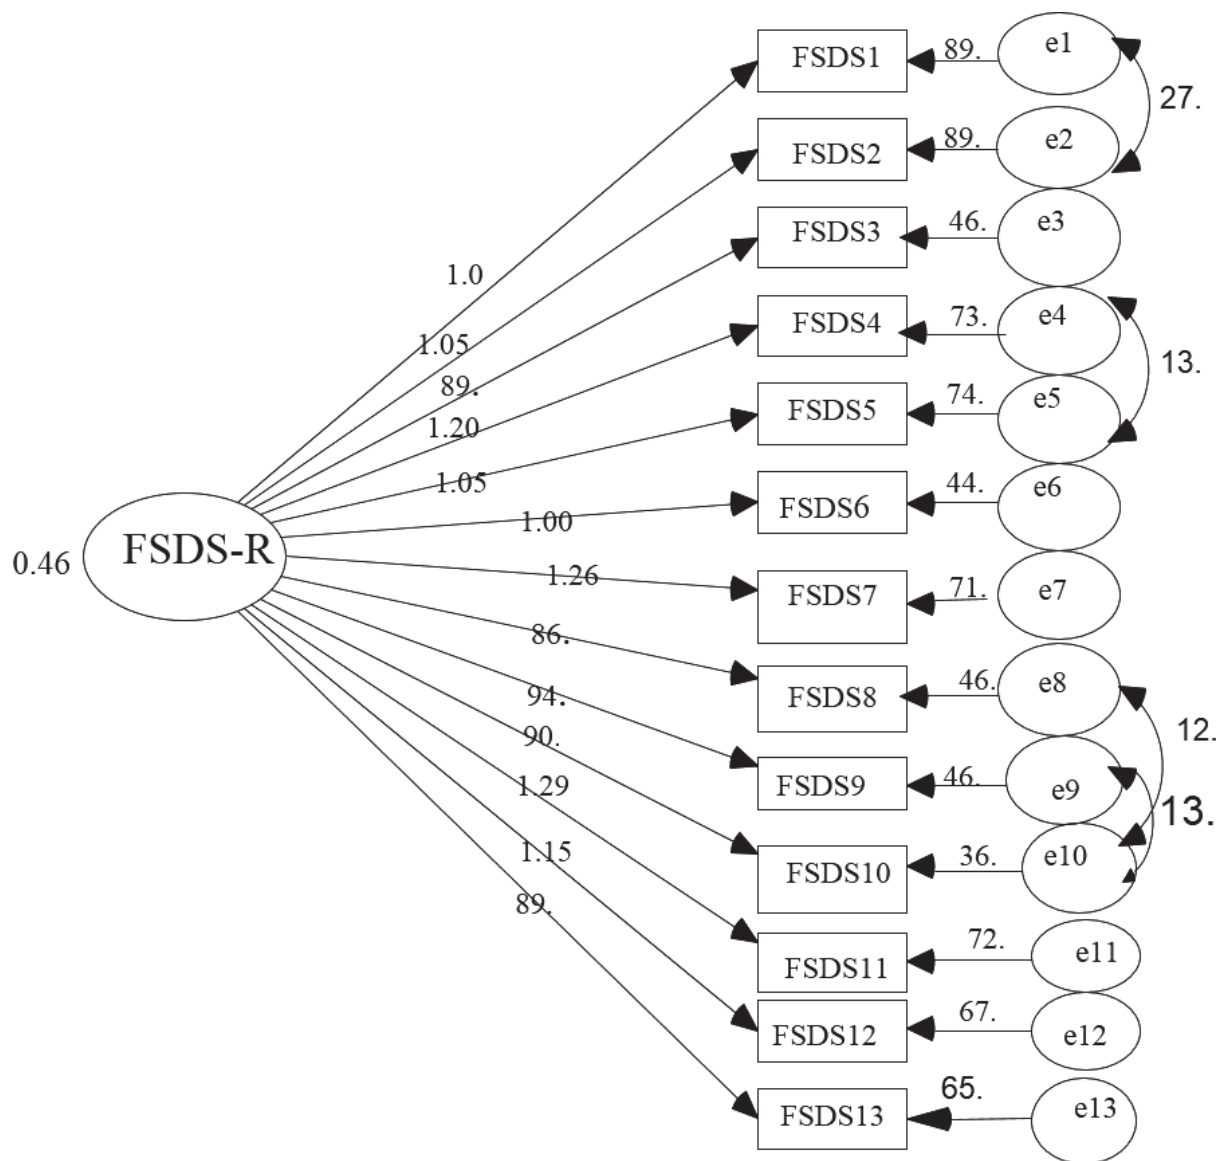 FSDS1
89.
e1
27.
FSDS2
89.
e2
FSDS3
46.
e3
1.0
FSDS4
73.
e4
13.
1.05
89.
FSDS5
74.
e5
1.20
1.05
FSDS6
44.
e6
1.00
0.46
FSDS-R
1.26
FSDS7
71.
e7
86.
FSDS8
46.
e8
12.
94.
90.
FSDS9
46.
e9
13.
1.29
1.15
FSDS10
36.
e10
89.
FSDS11
72.
e11
FSDS12
67.
e12
FSDS13
65.
e13